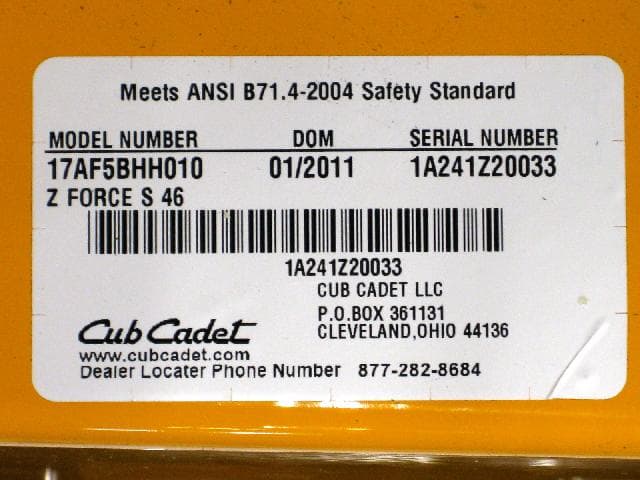 Meets ANSI B71.4-2004 Safety Standard
MODEL NUMBER DOM SERIAL NUMBER
17AF5BHH010 01/2011 1A241Z20033
Z FORCE S 46
1A241Z20033
CUB CADET LLC
P.O.BOX 361131
CLEVELAND,OHIO 44136
Cub Cadet
www.cubcadet.com
Dealer Locater Phone Number 877-282-8684